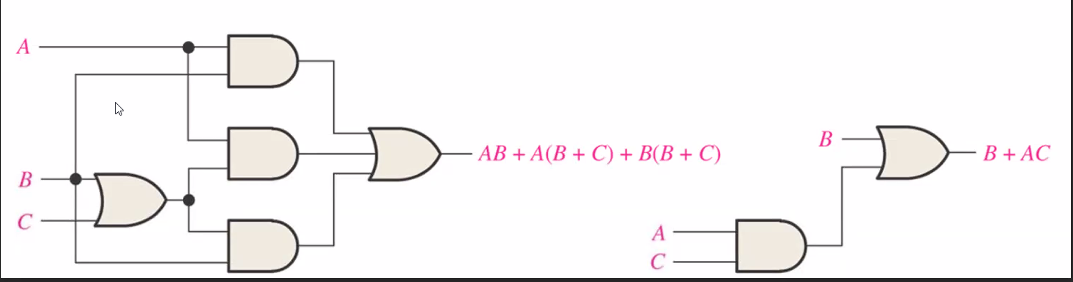 A
B
C
AB + A(B + C) + B(B + C)
B
A
C
B + AC